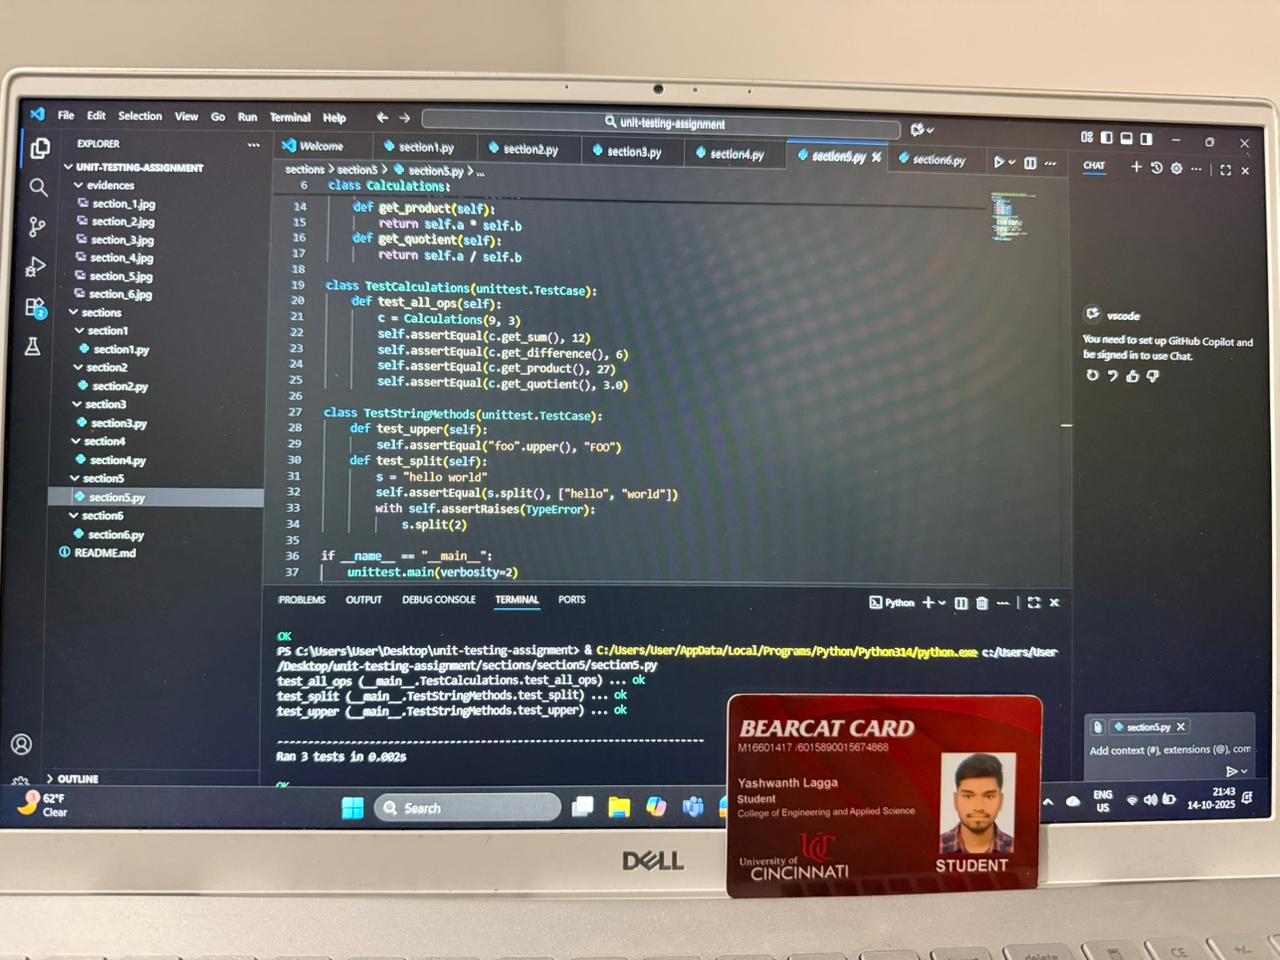 File Edit Selection View Go Run Terminal Help
unit-testing-assignment
EXPLORER
UNIT-TESTING-ASSIGNMENT
evidences
section_1.jpg
section_2.jpg
section_3.jpg
section_4.jpg
section_5.jpg
section_6.jpg
sections
section1
section1.py
section2
section2.py
section3
section3.py
section4
section4.py
section5
section5.py
section6
section6.py
README.md
OUTLINE
Welcome section1.py section2.py section3.py section4.py section5.py section6.py
sections > section5 > section5.py > ...
6 class Calculations:
14 def get_product(self):
15 return self.a * self.b
16 def get_quotient(self):
17 return self.a / self.b
18
19 class TestCalculations(unittest.TestCase):
20 def test_all_ops(self):
21 c = Calculations(9, 3)
22 self.assertEqual(c.get_sum(), 12)
23 self.assertEqual(c.get_difference(), 6)
24 self.assertEqual(c.get_product(), 27)
25 self.assertEqual(c.get_quotient(), 3.0)
26
27 class TestStringMethods(unittest.TestCase):
28 def test_upper(self):
29 self.assertEqual("foo".upper(), "FOO")
30 def test_split(self):
31 s = "hello world"
32 self.assertEqual(s.split(), ["hello", "world"])
33 with self.assertRaises(TypeError):
34 s.split(2)
35
36 if __name__ == "__main__":
37 unittest.main(verbosity=2)
PROBLEMS OUTPUT DEBUG CONSOLE TERMINAL PORTS
Python
OK
PS C:\Users\User\Desktop\unit-testing-assignment> & C:/Users/User/AppData/Local/Programs/Python/Python314/python.exe c:/Users/User
/Desktop/unit-testing-assignment/sections/section5/section5.py
test_all_ops (__main__.TestCalculations.test_all_ops) ... ok
test_split (__main__.TestStringMethods.test_split) ... ok
test_upper (__main__.TestStringMethods.test_upper) ... ok
----------------------------------------------------------------------
Ran 3 tests in 0.002s
OK
CHAT
vscode
You need to set up GitHub Copilot and
be signed in to use Chat.
section5.py
Add context (#), extensions (@), com
2
3
62°F
Clear
Search
ENG
US
21:43
14-10-2025
DELL
BEARCAT CARD
M16601417 /6015890015674868
Yashwanth Lagga
Student
College of Engineering and Applied Science
UC
University of
CINCINNATI
STUDENT
CE
+/-